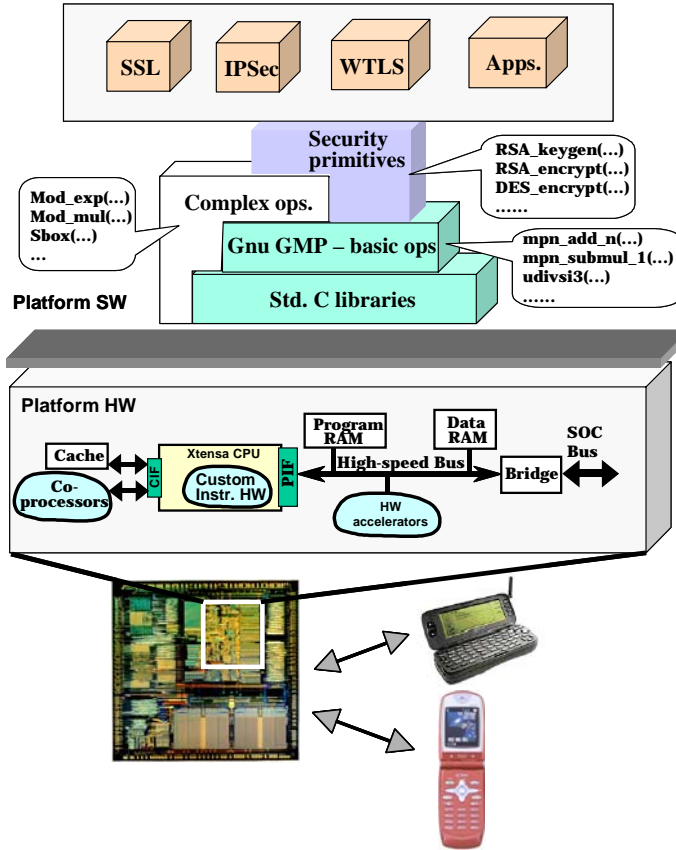 SSL
IPSec
WTLS
Apps.
Security
primitives
RSA_keygen(...)
RSA_encrypt(...)
DES_encrypt(...)
......
Mod_exp(...)
Mod_mul(...)
Sbox(...)
...
Complex ops.
Gnu GMP – basic ops
mpn_add_n(...)
mpn_submul_1(...)
udivsi3(...)
......
Std. C libraries
Platform SW
Platform HW
Program
RAM
Data
RAM
SOC
Bus
Cache
Xtensa CPU
CIF
PIF
High-speed Bus
Bridge
Co-
processors
Custom
Instr. HW
HW
accelerators